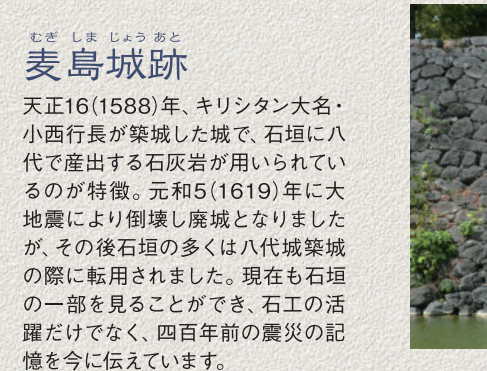 むぎ しま じょう あと
麦島城跡
天正16(1588)年、キリシタン大名・
小西行長が築城した城で、石垣に八
代で産出する石灰岩が用いられてい
るのが特徴。元和5(1619)年に大
地震により倒壊し廃城となりました
が、その後石垣の多くは八代城築城
の際に転用されました。現在も石垣
の一部を見ることができ、石工の活
躍だけでなく、四百年前の震災の記
憶を今に伝えています。